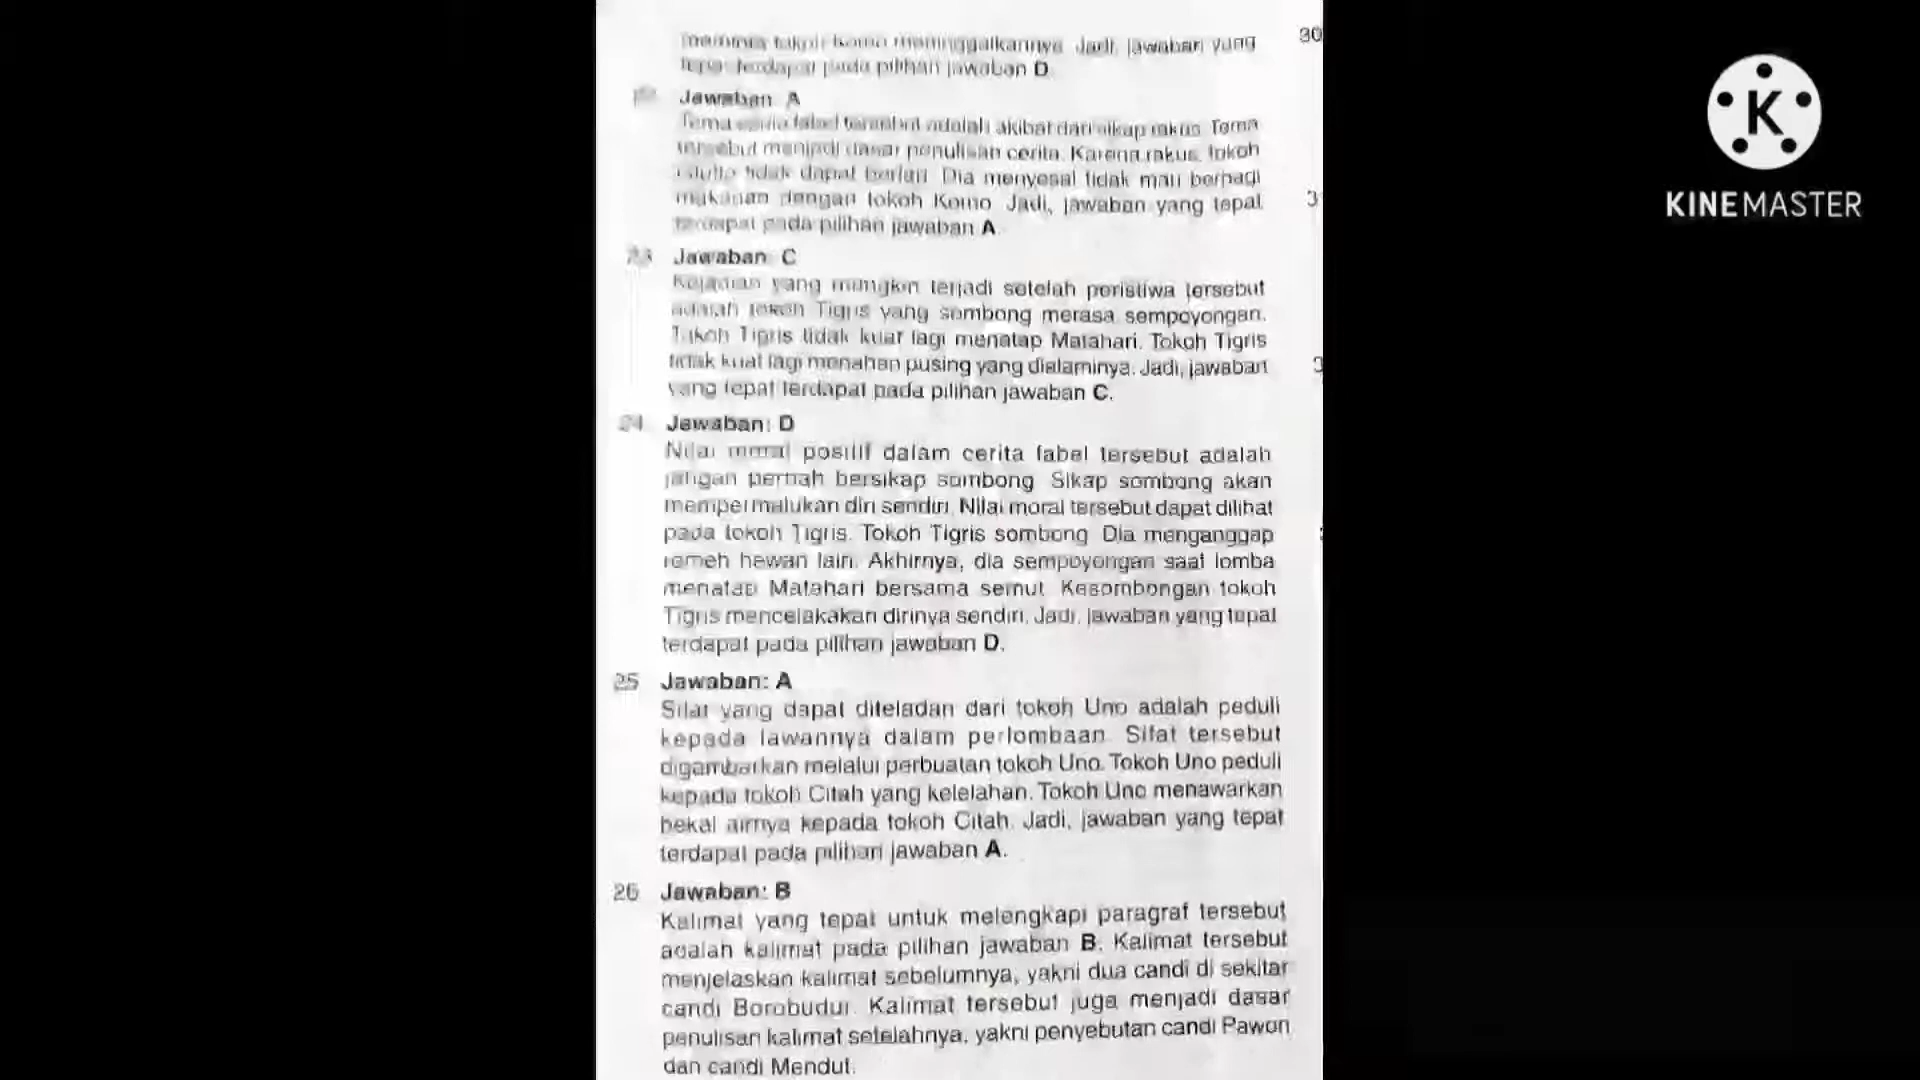 tokoh Komo meninggalkannya. Jadi, jawaban yang
terdapat pada pilihan jawaban D.
30
Jawaban: A
Tema cerita fabel tersebut adalah akibat dari sikap rakus. Tema
tersebut menjadi dasar penulisan cerita. Karena rakus, tokoh
tidak dapat berlari. Dia menyesal tidak mau berbagi
makanan dengan tokoh Komo. Jadi, jawaban yang tepat
terdapat pada pilihan jawaban A.
23. Jawaban: C
Kejadian yang mungkin terjadi setelah peristiwa tersebut
adalah tokoh Tigris yang sombong merasa sempoyongan.
Tokoh Tigris tidak kuat lagi menatap Matahari. Tokoh Tigris
tidak kuat lagi menahan pusing yang dialaminya. Jadi, jawaban
yang tepat terdapat pada pilihan jawaban C.
24. Jawaban: D
Nilai moral positif dalam cerita fabel tersebut adalah
jangan pernah bersikap sombong. Sikap sombong akan
mempermalukan diri sendiri. Nilai moral tersebut dapat dilihat
pada tokoh Tigris. Tokoh Tigris sombong. Dia menganggap
remeh hewan lain. Akhirnya, dia sempoyongan saat lomba
menatap Matahari bersama semut. Kesombongan tokoh
Tigris mencelakakan dirinya sendiri. Jadi, jawaban yang tepat
terdapat pada pilihan jawaban D.
25. Jawaban: A
Sifat yang dapat diteladan dari tokoh Uno adalah peduli
kepada lawannya dalam perlombaan. Sifat tersebut
digambarkan melalui perbuatan tokoh Uno. Tokoh Uno peduli
kepada tokoh Citah yang kelelahan. Tokoh Uno menawarkan
bekal airnya kepada tokoh Citah. Jadi, jawaban yang tepat
terdapat pada pilihan jawaban A.
26. Jawaban: B
Kalimat yang tepat untuk melengkapi paragraf tersebut
adalah kalimat pada pilihan jawaban B. Kalimat tersebut
menjelaskan kalimat sebelumnya, yakni dua candi di sekitar
candi Borobudur. Kalimat tersebut juga menjadi dasar
penulisan kalimat setelahnya, yakni penyebutan candi Pawon
dan candi Mendut.
K
KINEMASTER